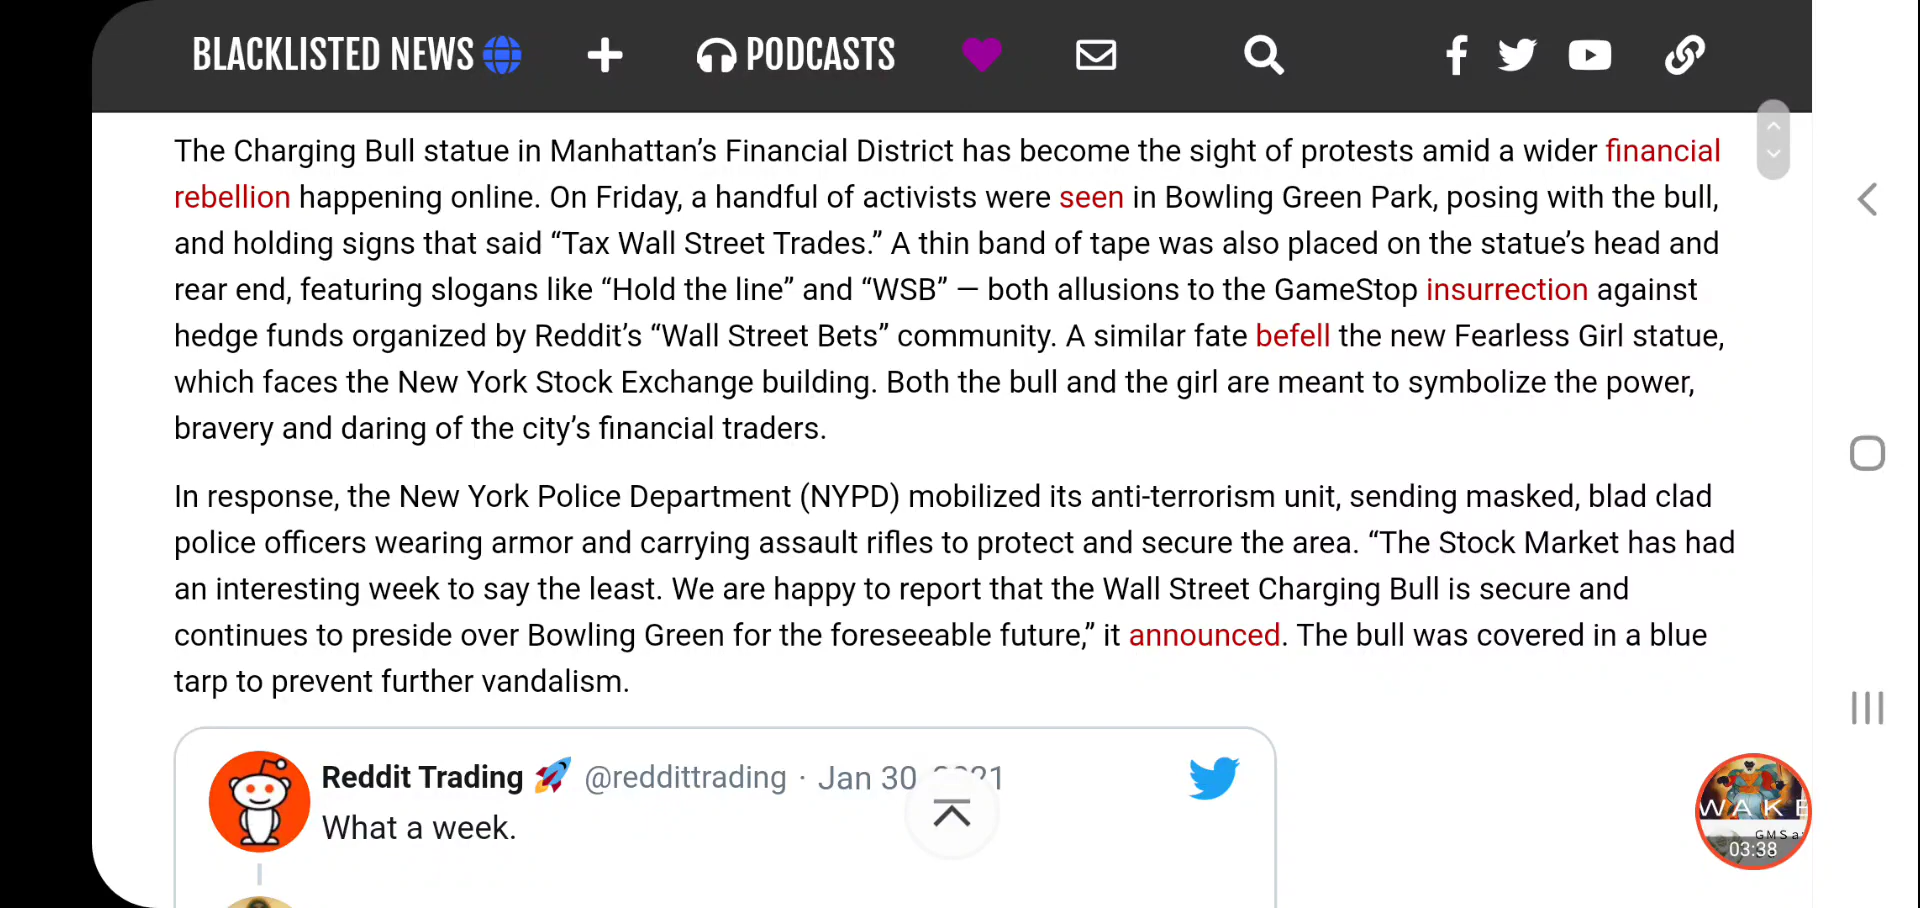 BLACKLISTED NEWS PODCASTS
The Charging Bull statue in Manhattan’s Financial District has become the sight of protests amid a wider financial
rebellion happening online. On Friday, a handful of activists were seen in Bowling Green Park, posing with the bull,
and holding signs that said “Tax Wall Street Trades.” A thin band of tape was also placed on the statue’s head and
rear end, featuring slogans like “Hold the line” and “WSB” — both allusions to the GameStop insurrection against
hedge funds organized by Reddit’s “Wall Street Bets” community. A similar fate befell the new Fearless Girl statue,
which faces the New York Stock Exchange building. Both the bull and the girl are meant to symbolize the power,
bravery and daring of the city’s financial traders.
In response, the New York Police Department (NYPD) mobilized its anti-terrorism unit, sending masked, blad clad
police officers wearing armor and carrying assault rifles to protect and secure the area. “The Stock Market has had
an interesting week to say the least. We are happy to report that the Wall Street Charging Bull is secure and
continues to preside over Bowling Green for the foreseeable future,” it announced. The bull was covered in a blue
tarp to prevent further vandalism.
Reddit Trading @reddittrading · Jan 30
What a week.
WAKE
GMS a
03:38